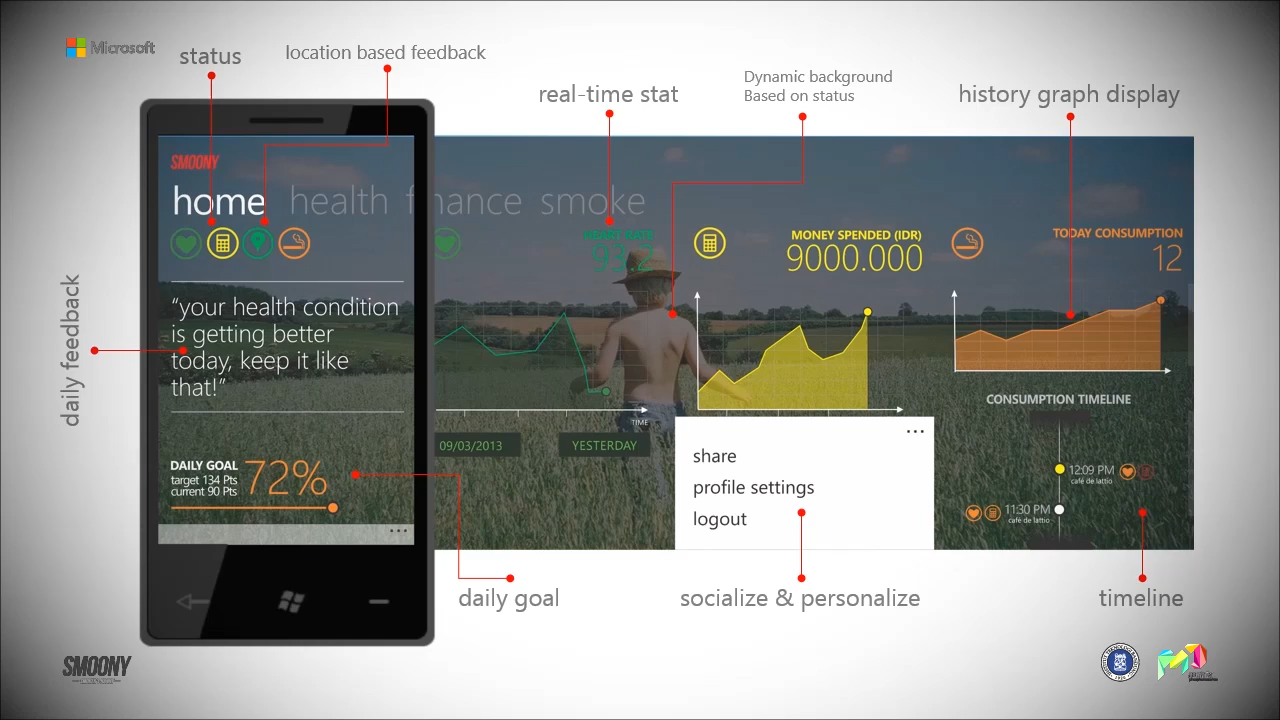 Microsoft
status
location based feedback
real-time stat
Dynamic background
Based on status
history graph display
SMOONY
home health finance smoke
HEART RATE
93.2
MONEY SPENDED (IDR)
9000.000
TODAY CONSUMPTION
12
daily feedback
“your health condition
is getting better
today, keep it like
that!”
TIME
09/03/2013
YESTERDAY
CONSUMPTION TIMELINE
12:09 PM
café de lattio
11:30 PM
café de lattio
DAILY GOAL
target 134 Pts
current 90 Pts
72%
...
share
profile settings
logout
...
daily goal
socialize & personalize
timeline
SMOONY